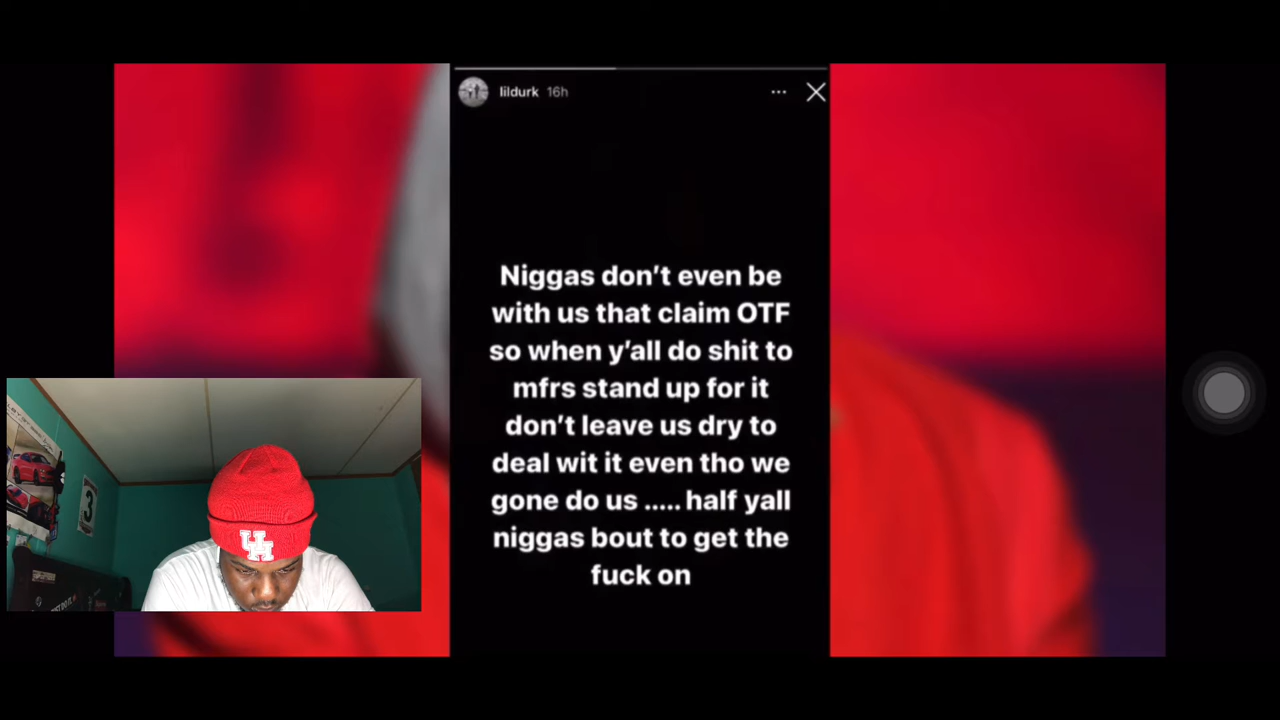 lildurk 16h
Niggas don't even be
with us that claim OTF
so when y'all do shit to
mfrs stand up for it
don't leave us dry to
deal wit it even tho we
gone do us ..... half yall
niggas bout to get the
fuck on
3
UH